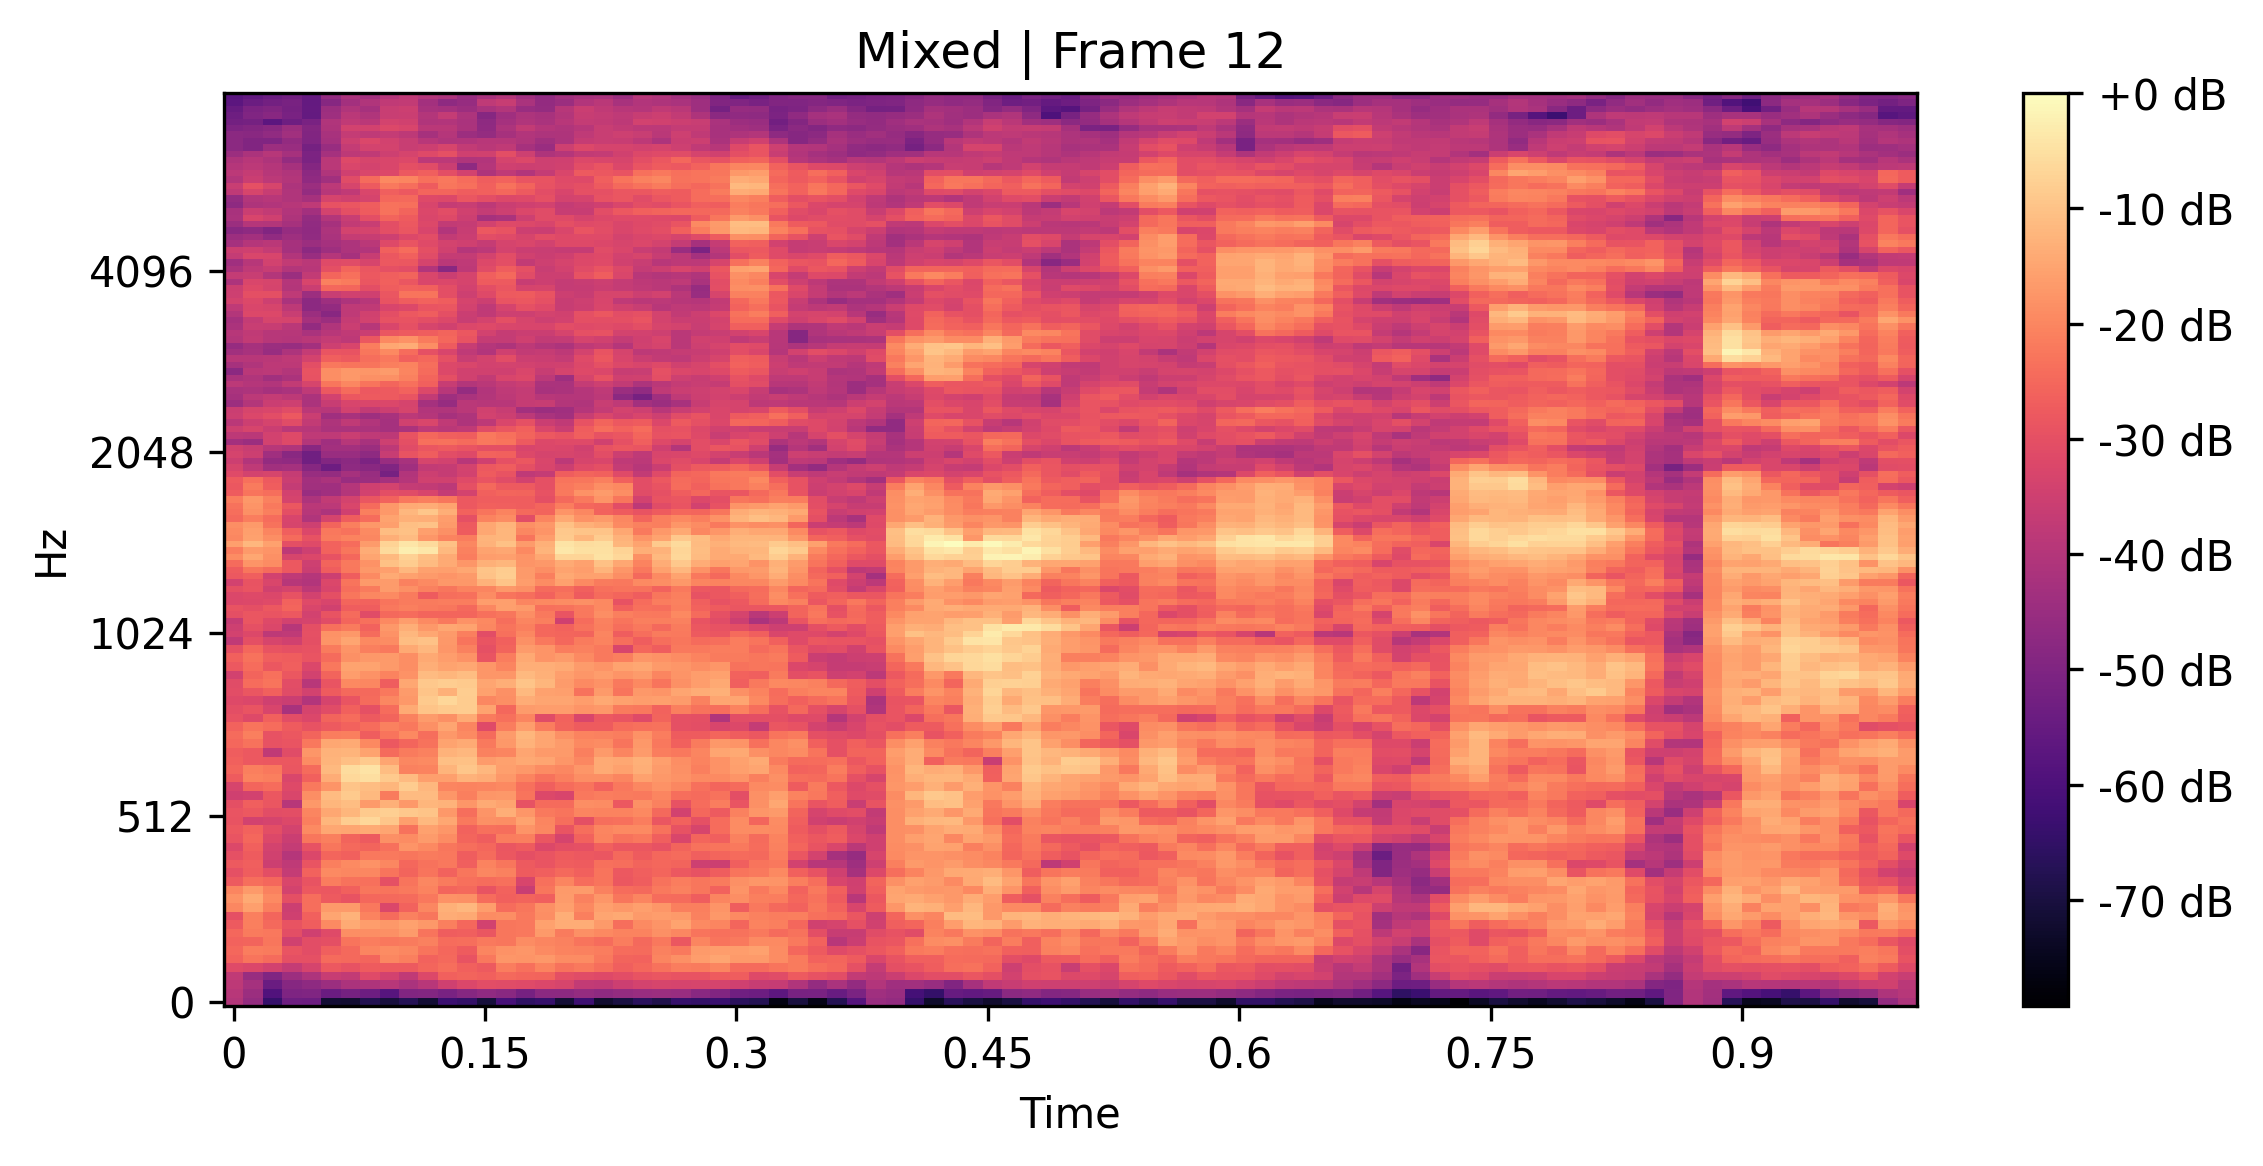 Mixed | Frame 12
Hz
4096
2048
1024
512
0
0 0.15 0.3 0.45 0.6 0.75 0.9
Time
+0 dB
-10 dB
-20 dB
-30 dB
-40 dB
-50 dB
-60 dB
-70 dB